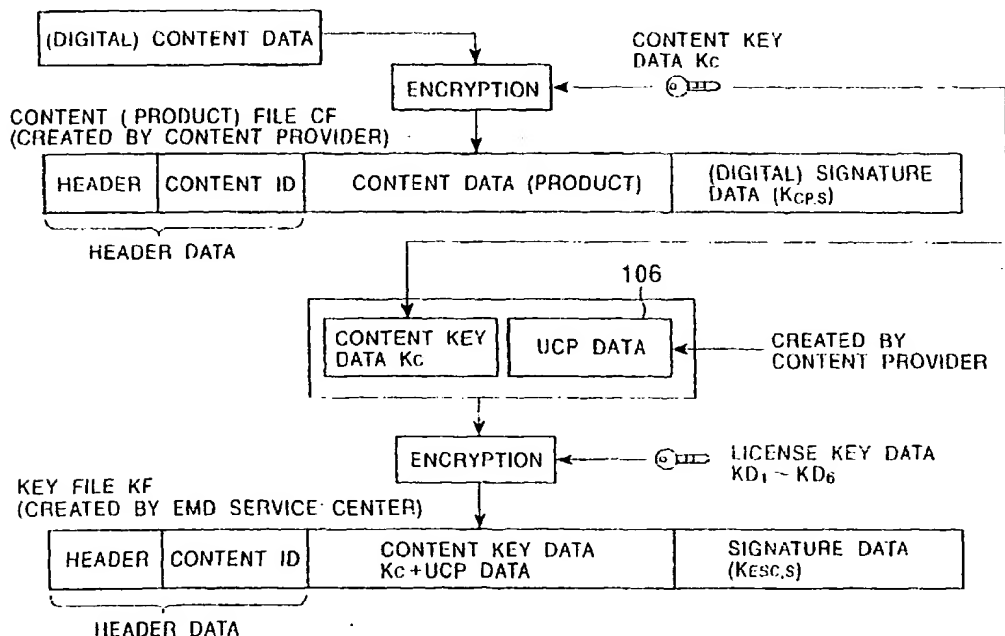 (DIGITAL) CONTENT DATA
CONTENT KEY
DATA Kc
ENCRYPTION
CONTENT (PRODUCT) FILE CF
(CREATED BY CONTENT PROVIDER)
HEADER
CONTENT ID
CONTENT DATA (PRODUCT)
(DIGITAL) SIGNATURE
DATA (KCP,S)
HEADER DATA
106
CONTENT KEY
DATA Kc
UCP DATA
CREATED BY
CONTENT PROVIDER
ENCRYPTION
LICENSE KEY DATA
KD1 ~ KD6
KEY FILE KF
(CREATED BY EMD SERVICE CENTER)
HEADER
CONTENT ID
CONTENT KEY DATA
Kc+UCP DATA
SIGNATURE DATA
(KESC,S)
HEADER DATA